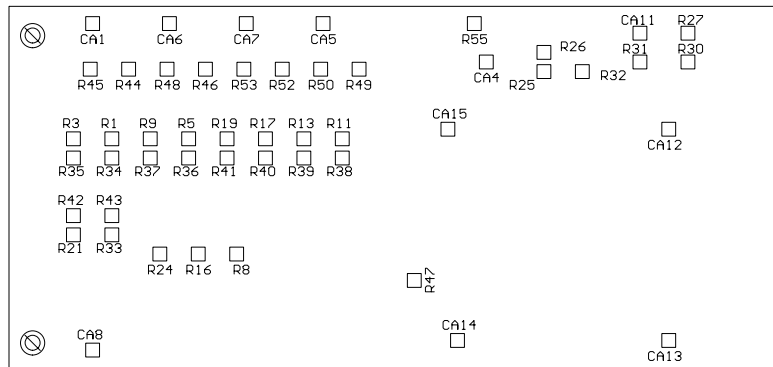 CA11 R27
CA1 CA6 CA7 CA5 R55
R26 R31 R30
CA4 R25 R32
R45 R44 R48 R46 R53 R52 R50 R49
CA15
R3 R1 R9 R5 R19 R17 R13 R11
CA12
R35 R34 R37 R36 R41 R40 R39 R38
R42 R43
R21 R33
R24 R16 R8
R47
CA8 CA14
CA13